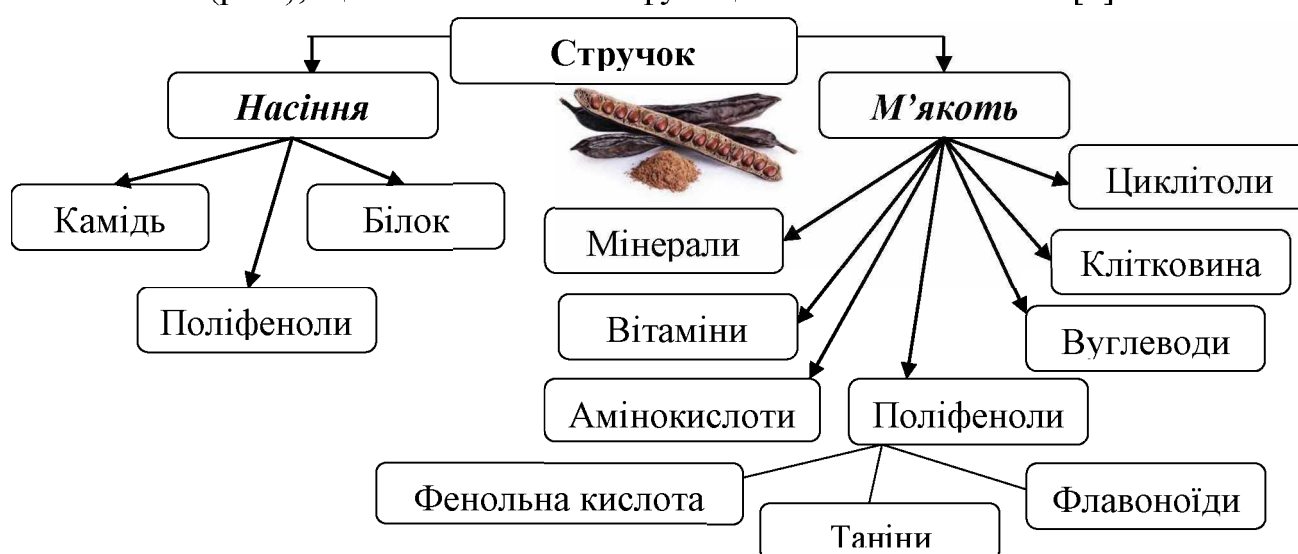 Стручок
Насіння
М’якоть
Камідь
Білок
Поліфеноли
Циклітоли
Мінерали
Клітковина
Вітаміни
Вуглеводи
Амінокислоти
Поліфеноли
Фенольна кислота
Таніни
Флавоноїди